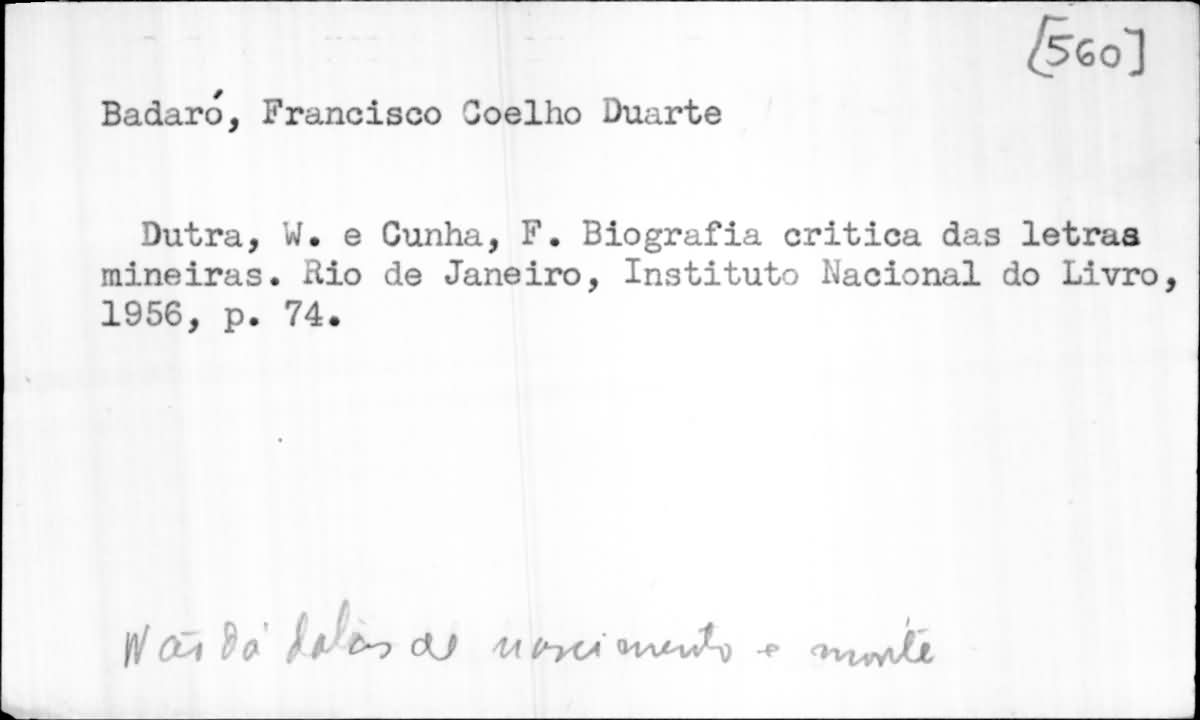 [560]
Badaró, Francisco Coelho Duarte
Dutra, W. e Cunha, F. Biografia critica das letras
mineiras. Rio de Janeiro, Instituto Nacional do Livro,
1956, p. 74.
Não dá datas de nascimento e morte